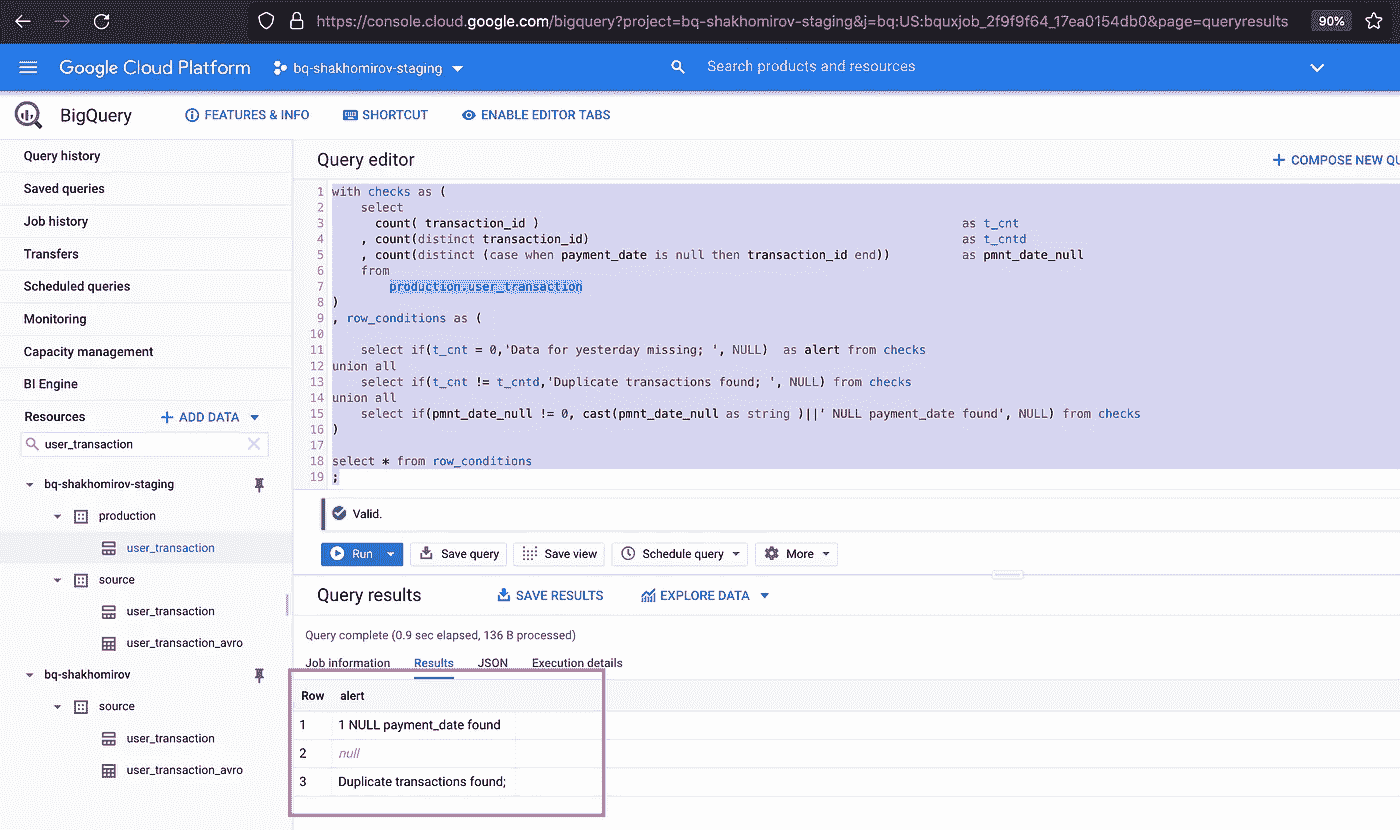 https://console.cloud.google.com/bigquery?project=bq-shakhomirov-staging&j=bq:US:bquxjob_2f9f9f64_17ea0154db0&page=queryresults 90%
Google Cloud Platform bq-shakhomirov-staging Search products and resources
BigQuery FEATURES & INFO SHORTCUT ENABLE EDITOR TABS
Query history
Saved queries
Job history
Transfers
Scheduled queries
Monitoring
Capacity management
BI Engine
Resources ADD DATA
user_transaction
bq-shakhomirov-staging
production
user_transaction
source
user_transaction
user_transaction_avro
bq-shakhomirov
source
user_transaction
user_transaction_avro
Query editor COMPOSE NEW QU
1 with checks as (
2 select
3 count( transaction_id ) as t_cnt
4 , count(distinct transaction_id) as t_cntd
5 , count(distinct (case when payment_date is null then transaction_id end)) as pmnt_date_null
6 from
7 production.user_transaction
8 )
9 , row_conditions as (
10
11 select if(t_cnt = 0,'Data for yesterday missing; ', NULL) as alert from checks
12 union all
13 select if(t_cnt != t_cntd,'Duplicate transactions found; ', NULL) from checks
14 union all
15 select if(pmnt_date_null != 0, cast(pmnt_date_null as string )||' NULL payment_date found', NULL) from checks
16 )
17
18 select * from row_conditions
19 ;
Valid.
Run Save query Save view Schedule query More
Query results SAVE RESULTS EXPLORE DATA
Query complete (0.9 sec elapsed, 136 B processed)
Job information Results JSON Execution details
Row alert
1 1 NULL payment_date found
2 null
3 Duplicate transactions found;